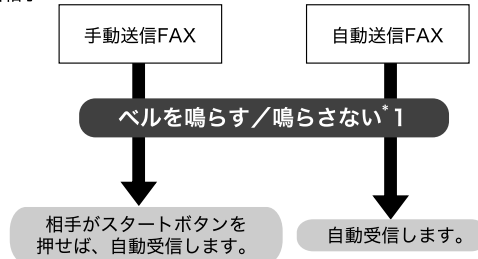 手動送信FAX
自動送信FAX
ベルを鳴らす／鳴らさない*1
相手がスタートボタンを
押せば、自動受信します。
自動受信します。